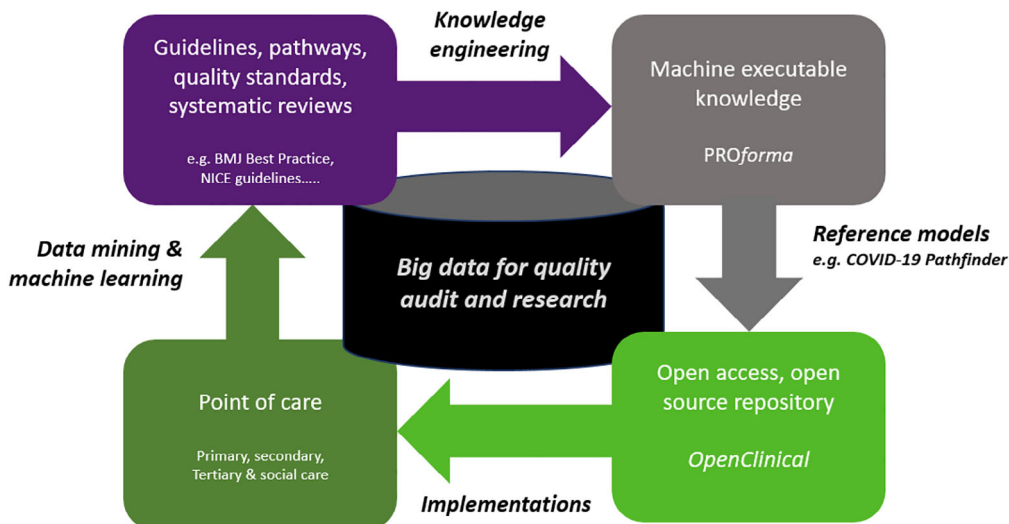 Knowledge
engineering
Guidelines, pathways,
quality standards,
systematic reviews
e.g. BMJ Best Practice,
NICE guidelines.....
Machine executable
knowledge
PROforma
Data mining &
machine learning
Big data for quality
audit and research
Reference models
e.g. COVID-19 Pathfinder
Point of care
Primary, secondary,
Tertiary & social care
Open access, open
source repository
OpenClinical
Implementations